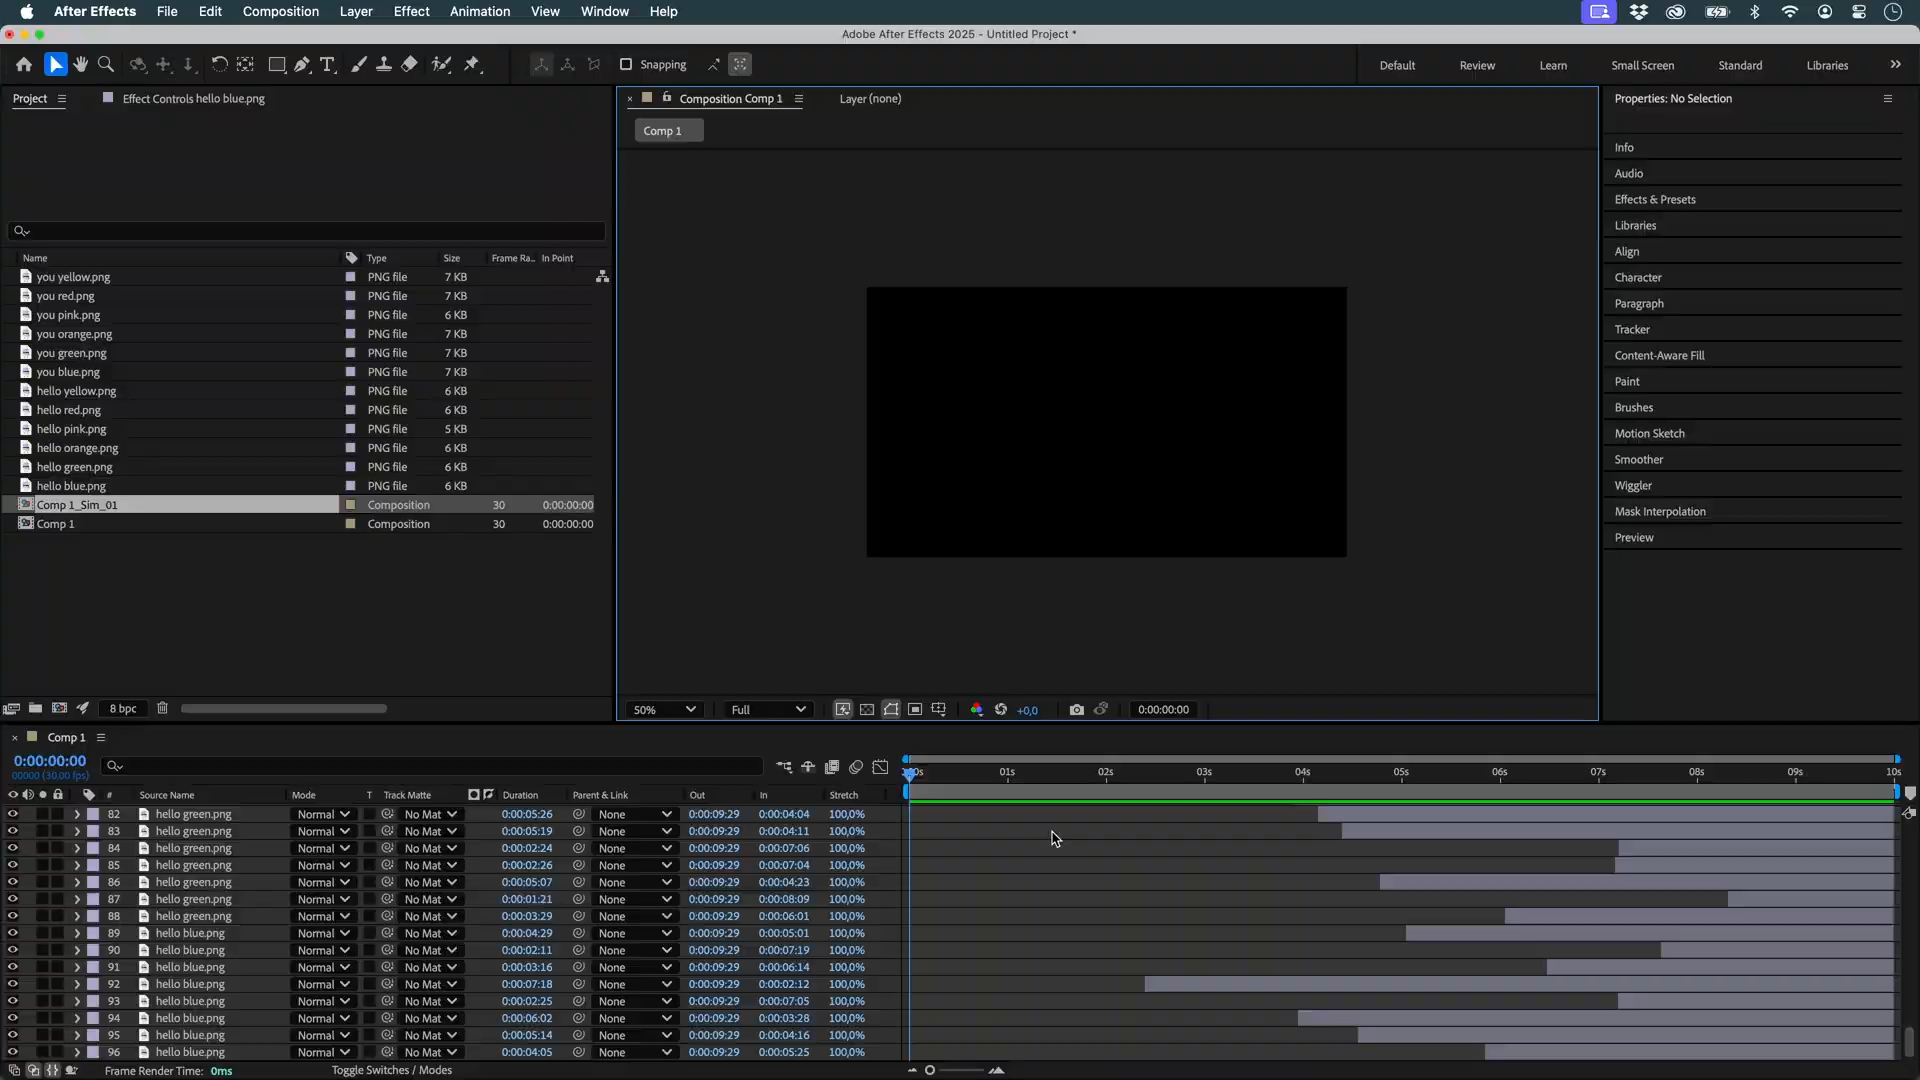 After Effects File Edit Composition Layer Effect Animation View Window Help
Adobe After Effects 2025 - Untitled Project *
Snapping Default Review Learn Small Screen Standard Libraries
Project Effect Controls hello blue.png
Composition Comp 1 Layer (none)
Properties: No Selection
Comp 1
Info
Audio
Effects & Presets
Libraries
Align
Character
Paragraph
Tracker
Content-Aware Fill
Paint
Brushes
Motion Sketch
Smoother
Wiggler
Mask Interpolation
Preview
Name Type Size Frame Ra... In Point
you yellow.png PNG file 7 KB
you red.png PNG file 7 KB
you pink.png PNG file 6 KB
you orange.png PNG file 7 KB
you green.png PNG file 7 KB
you blue.png PNG file 7 KB
hello yellow.png PNG file 6 KB
hello red.png PNG file 6 KB
hello pink.png PNG file 5 KB
hello orange.png PNG file 6 KB
hello green.png PNG file 6 KB
hello blue.png PNG file 6 KB
Comp 1_Sim_01 Composition 30 0:00:00:00
Comp 1 Composition 30 0:00:00:00
8 bpc
50% Full +0,0 0:00:00:00
Comp 1
0:00:00:00
00000 (30.00 fps)
01s 02s 03s 04s 05s 06s 07s 08s 09s 10s
# Source Name Mode T Track Matte Duration Parent & Link Out In Stretch
82 hello green.png Normal No Mat 0:00:05:26 None 0:00:09:29 0:00:04:04 100,0%
83 hello green.png Normal No Mat 0:00:05:19 None 0:00:09:29 0:00:04:11 100,0%
84 hello green.png Normal No Mat 0:00:02:24 None 0:00:09:29 0:00:07:06 100,0%
85 hello green.png Normal No Mat 0:00:02:26 None 0:00:09:29 0:00:07:04 100,0%
86 hello green.png Normal No Mat 0:00:05:07 None 0:00:09:29 0:00:04:23 100,0%
87 hello green.png Normal No Mat 0:00:01:21 None 0:00:09:29 0:00:08:09 100,0%
88 hello green.png Normal No Mat 0:00:03:29 None 0:00:09:29 0:00:06:01 100,0%
89 hello blue.png Normal No Mat 0:00:04:29 None 0:00:09:29 0:00:05:01 100,0%
90 hello blue.png Normal No Mat 0:00:02:11 None 0:00:09:29 0:00:07:19 100,0%
91 hello blue.png Normal No Mat 0:00:03:16 None 0:00:09:29 0:00:06:14 100,0%
92 hello blue.png Normal No Mat 0:00:07:18 None 0:00:09:29 0:00:02:12 100,0%
93 hello blue.png Normal No Mat 0:00:02:25 None 0:00:09:29 0:00:07:05 100,0%
94 hello blue.png Normal No Mat 0:00:06:02 None 0:00:09:29 0:00:03:28 100,0%
95 hello blue.png Normal No Mat 0:00:05:14 None 0:00:09:29 0:00:04:16 100,0%
96 hello blue.png Normal No Mat 0:00:04:05 None 0:00:09:29 0:00:05:25 100,0%
Frame Render Time: 0ms Toggle Switches / Modes